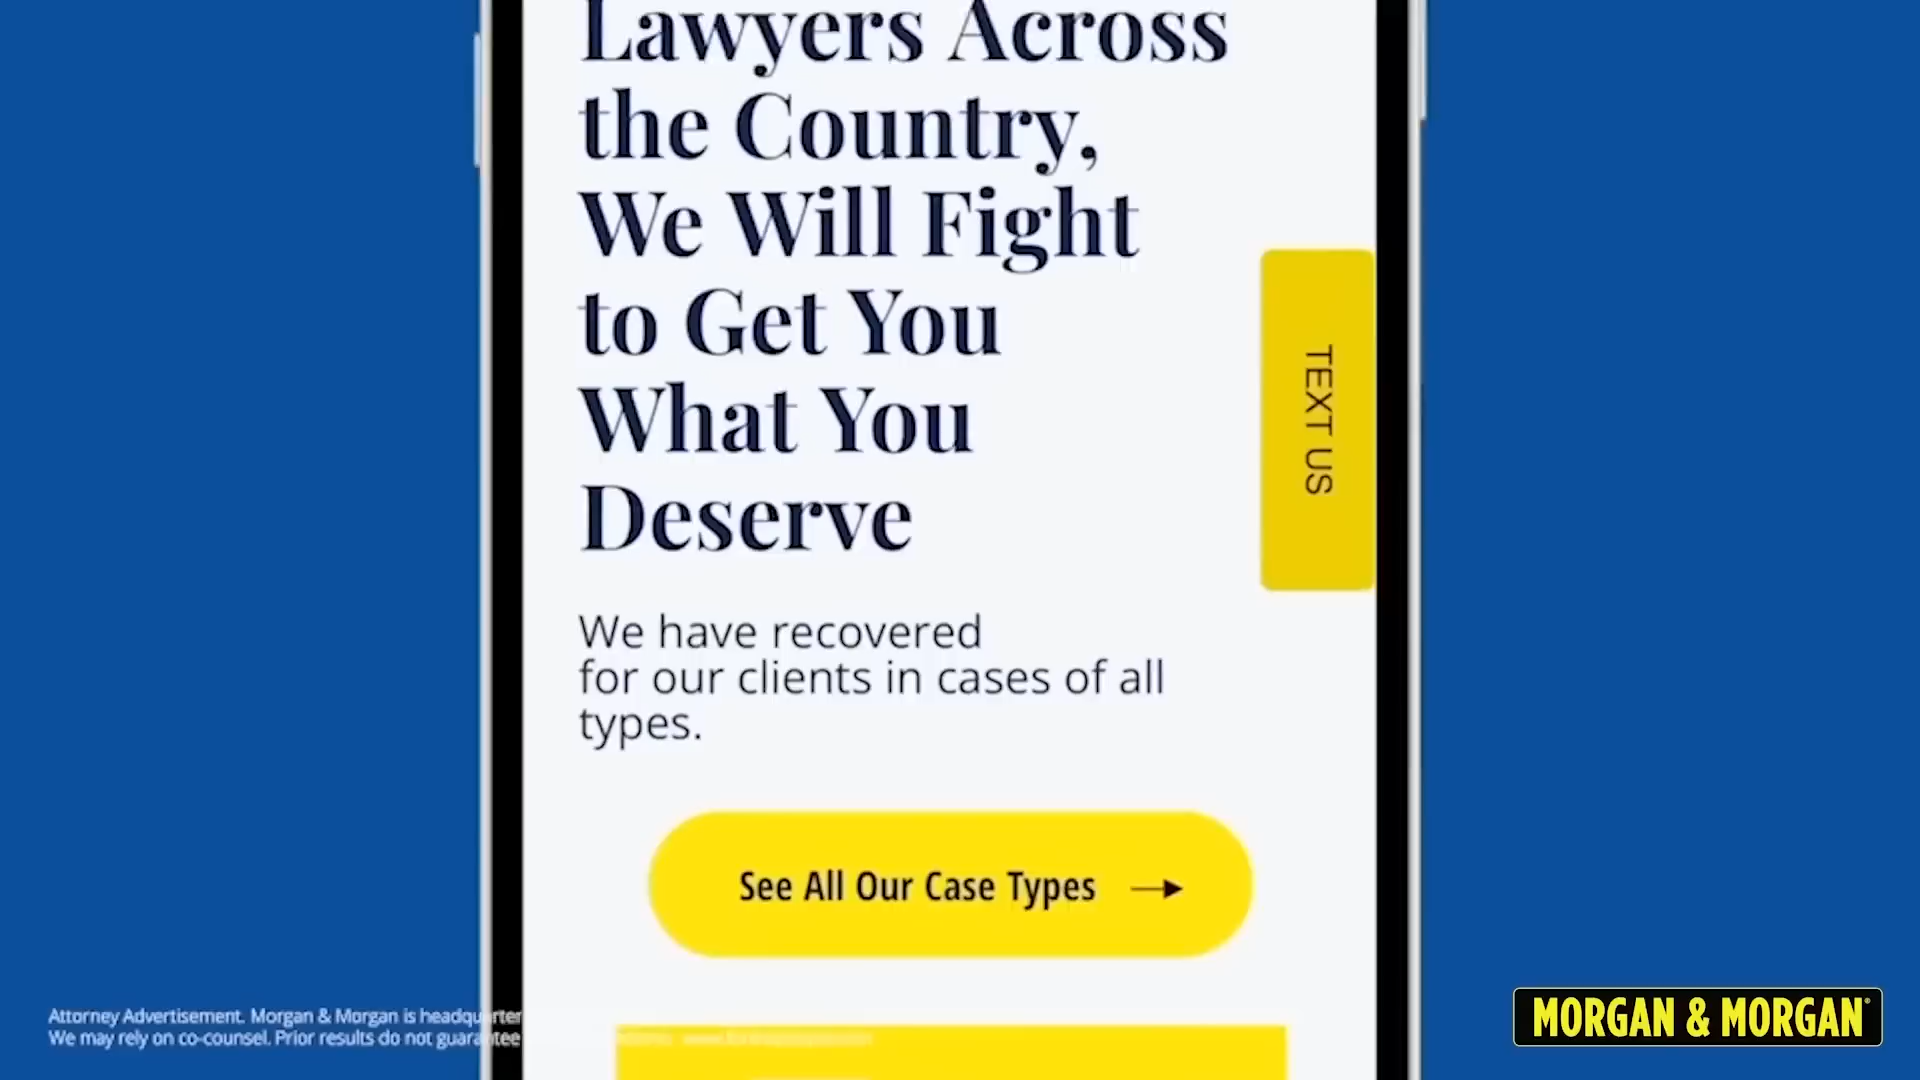 Lawyers Across
the Country,
We Will Fight
to Get You
What You
Deserve
TEXT US
We have recovered
for our clients in cases of all
types.
See All Our Case Types
Attorney Advertisement. Morgan & Morgan is
We may rely on co-counsel. Prior results do not
MORGAN & MORGAN®